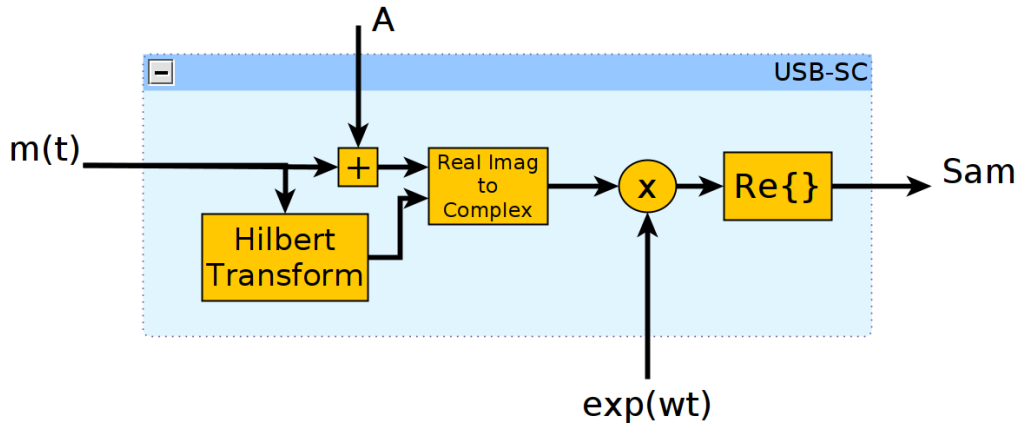 A
USB-SC
m(t)
+
Real Imag
to
Complex
x
Re{}
Sam
Hilbert
Transform
exp(wt)